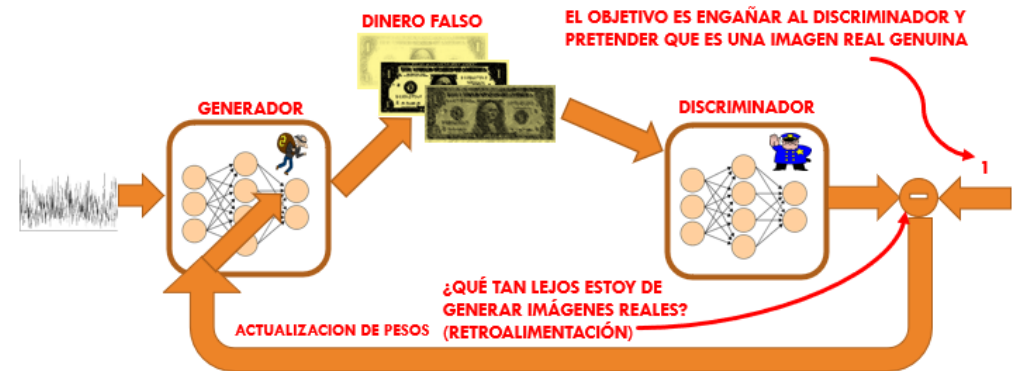 DINERO FALSO
EL OBJETIVO ES ENGAÑAR AL DISCRIMINADOR Y
PRETENDER QUE ES UNA IMAGEN REAL GENUINA
GENERADOR
DISCRIMINADOR
1
¿QUÉ TAN LEJOS ESTOY DE
GENERAR IMÁGENES REALES?
(RETROALIMENTACIÓN)
ACTUALIZACION DE PESOS